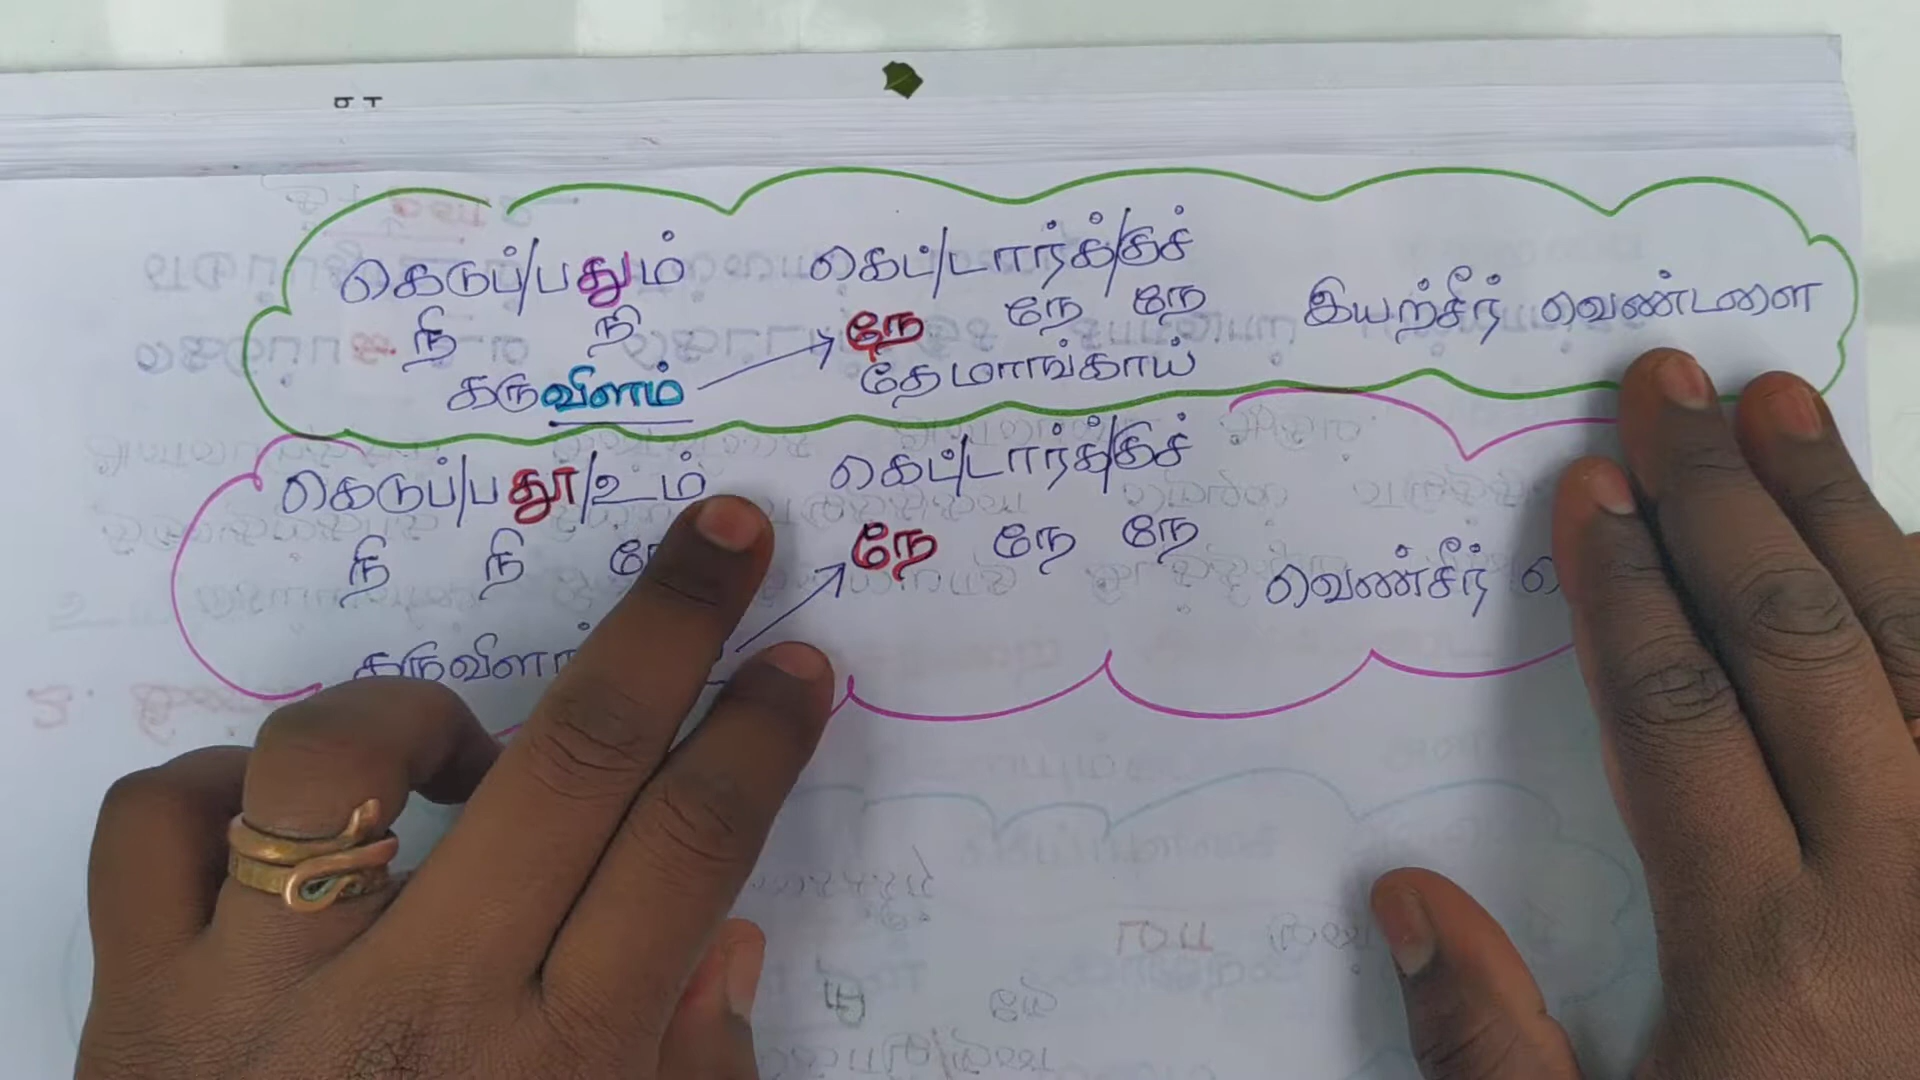 கெடுப்/பதும் கெட்/டார்க்/குச்
நி நி நே நே நே இயற்சீர் வெண்டளை
கருவிளம் தேமாங்காய்
கெடுப்/பதூ/உம் கெட்/டார்க்/குச்
நி நி நே நே நே
வெண்சீர்